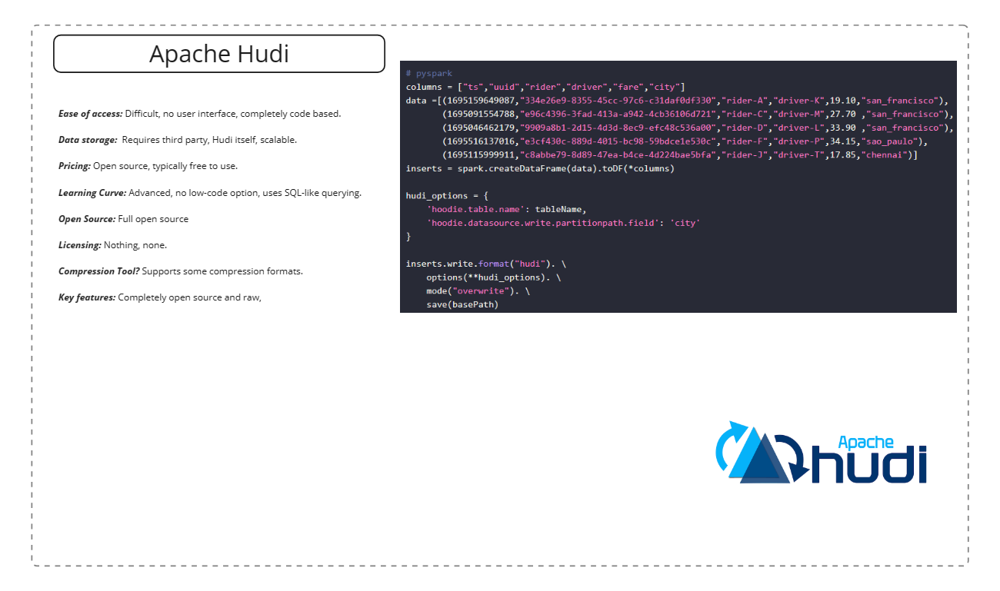 Apache Hudi
Ease of access: Difficult, no user interface, completely code based.
Data storage:  Requires third party, Hudi itself, scalable.
Pricing: Open source, typically free to use.
Learning Curve: Advanced, no low-code option, uses SQL-like querying.
Open Source: Full open source
Licensing: Nothing, none.
Compression Tool? Supports some compression formats.
Key features: Completely open source and raw,
# pyspark
columns = ["ts","uuid","rider","driver","fare","city"]
data =[(1695159649087,"334e26e9-8355-45cc-97c6-c31daf0df330","rider-A","driver-K",19.10,"san_francisco"),
       (1695091554788,"e96c4396-3fad-413a-a942-4cb36106d721","rider-C","driver-M",27.70 ,"san_francisco"),
       (1695046462179,"9909a8b1-2d15-4d3d-8ec9-efc48c536a00","rider-D","driver-L",33.90 ,"san_francisco"),
       (1695516137016,"e3cf430c-889d-4015-bc98-59bdce1e530c","rider-F","driver-P",34.15,"sao_paulo"),
       (1695115999911,"c8abbe79-8d89-47ea-b4ce-4d224bae5bfa","rider-J","driver-T",17.85,"chennai")]
inserts = spark.createDataFrame(data).toDF(*columns)
hudi_options = {
    'hoodie.table.name': tableName,
    'hoodie.datasource.write.partitionpath.field': 'city'
}
inserts.write.format("hudi"). \
    options(**hudi_options). \
    mode("overwrite"). \
    save(basePath)
Apache
hudi